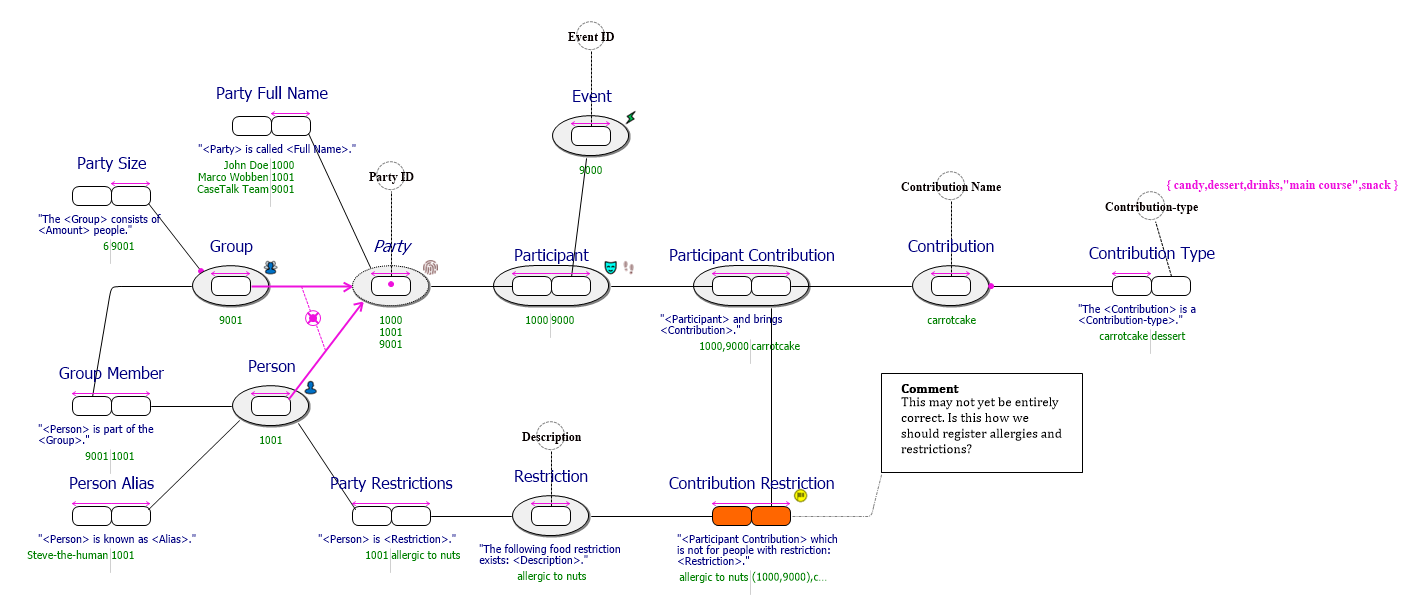 Event ID
Event
9000
Party Full Name
"<Party> is called <Full Name>."
John Doe 1000
Marco Wobben 1001
CaseTalk Team 9001
Party Size
"The <Group> consists of
<Amount> people."
6 9001
Party ID
Group
9001
Party
1000
1001
9001
Participant
1000 9000
Participant Contribution
"<Participant> and brings
<Contribution>."
1000,9000 carrotcake
Contribution Name
Contribution
carrotcake
{ candy,dessert,drinks,"main course",snack }
Contribution-type
Contribution Type
"The <Contribution> is a
<Contribution-type>."
carrotcake dessert
Group Member
"<Person> is part of the
<Group>."
9001 1001
Person
1001
Comment
This may not yet be entirely
correct. Is this how we
should register allergies and
restrictions?
Person Alias
"<Person> is known as <Alias>."
Steve-the-human 1001
Party Restrictions
"<Person> is <Restriction>."
1001 allergic to nuts
Description
Restriction
"The following food restriction
exists: <Description>."
allergic to nuts
Contribution Restriction
"<Participant Contribution> which
is not for people with restriction:
<Restriction>."
allergic to nuts (1000,9000),c...